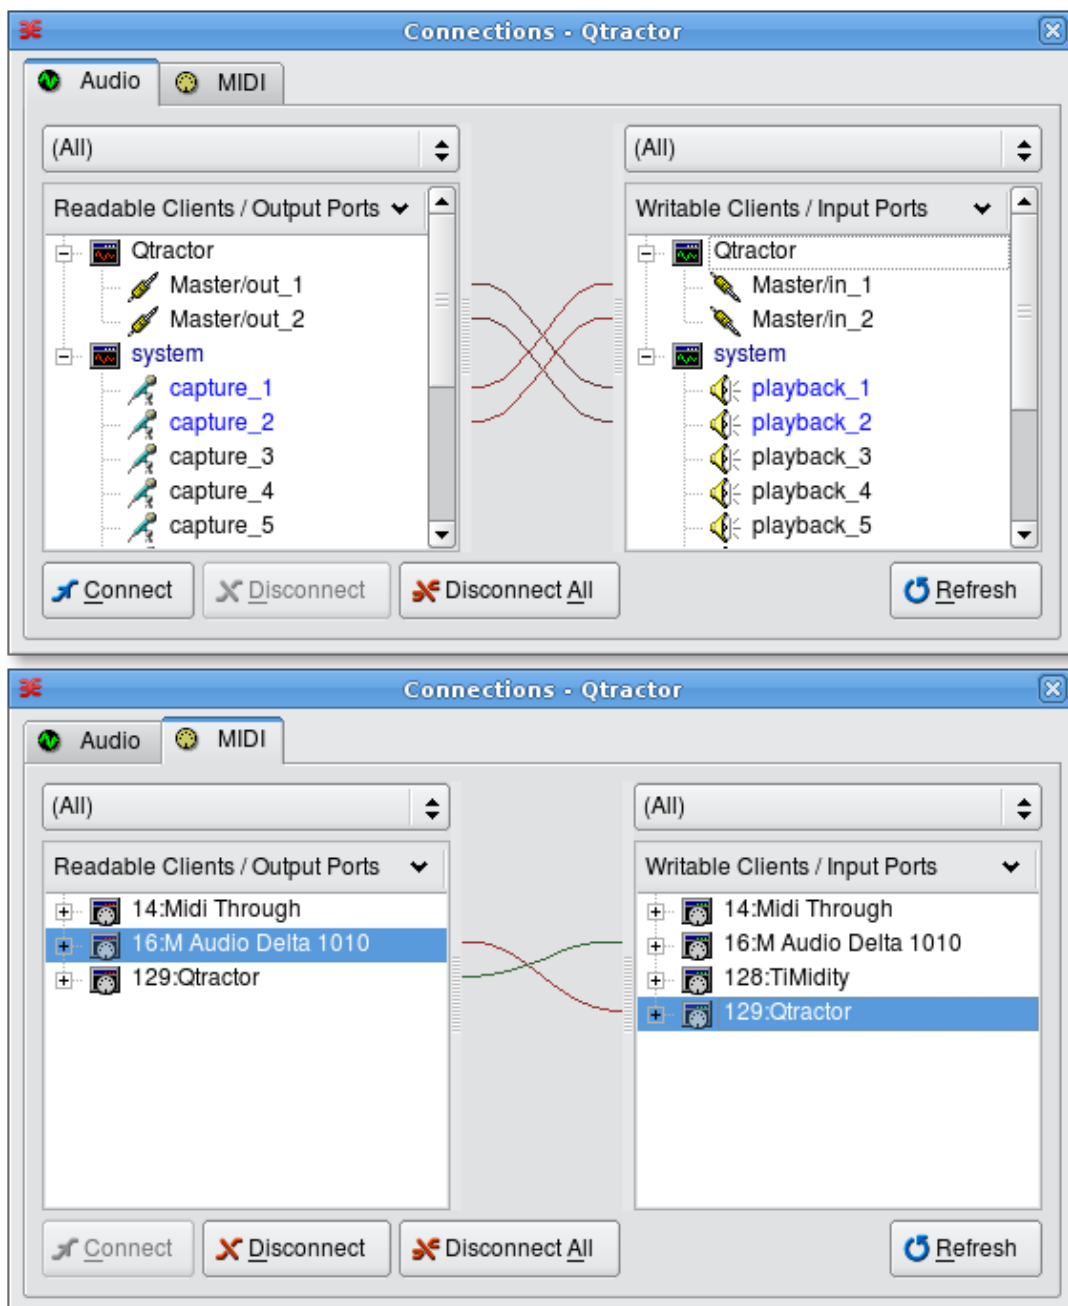 Connections - Qtractor
Audio MIDI
(All) (All)
Readable Clients / Output Ports Writable Clients / Input Ports
Qtractor Qtractor
Master/out_1 Master/in_1
Master/out_2 Master/in_2
system system
capture_1 playback_1
capture_2 playback_2
capture_3 playback_3
capture_4 playback_4
capture_5 playback_5
Connect Disconnect Disconnect All Refresh
Connections - Qtractor
Audio MIDI
(All) (All)
Readable Clients / Output Ports Writable Clients / Input Ports
14:Midi Through 14:Midi Through
16:M Audio Delta 1010 16:M Audio Delta 1010
129:Qtractor 128:TiMidity
129:Qtractor
Connect Disconnect Disconnect All Refresh